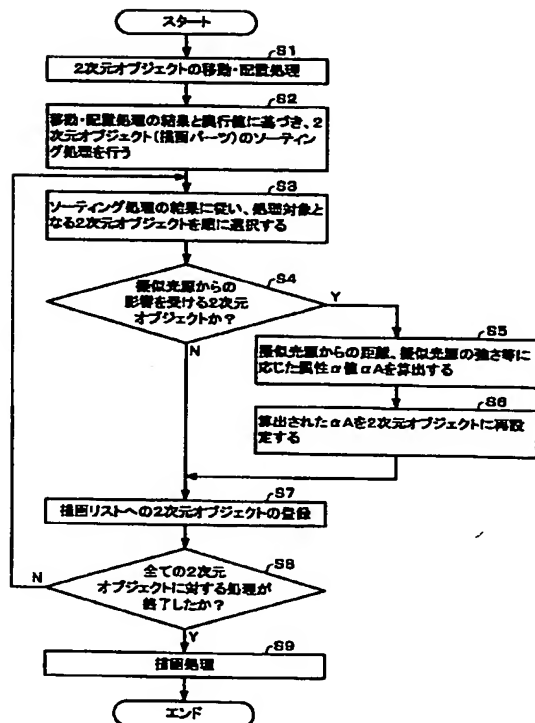 スタート
S1
2次元オブジェクトの移動・配置処理
S2
移動・配置処理の結果と奥行値に基づき、2
次元オブジェクト(描画パーツ)のソーティ
ング処理を行う
S3
ソーティング処理の結果に従い、処理対象と
なる2次元オブジェクトを順に選択する
S4
擬似光源からの
影響を受ける2次元
オブジェクトか?
Y
N
S5
擬似光源からの距離、擬似光源の強さ等に
応じた属性α値αAを算出する
S6
算出されたαAを2次元オブジェクトに再設
定する
S7
描画リストへの2次元オブジェクトの登録
S8
全ての2次元
オブジェクトに対する処理が
終了したか?
N
Y
S9
描画処理
エンド